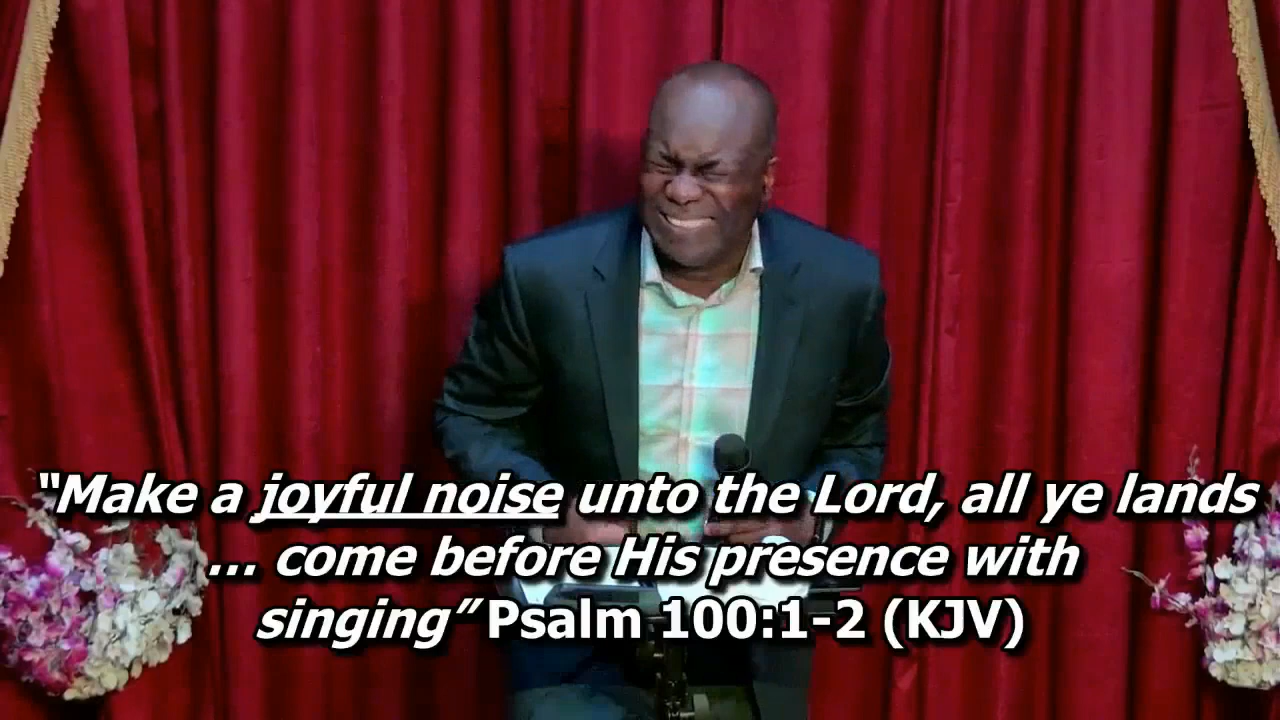 “Make a joyful noise unto the Lord, all ye lands
... come before His presence with
singing” Psalm 100:1-2 (KJV)